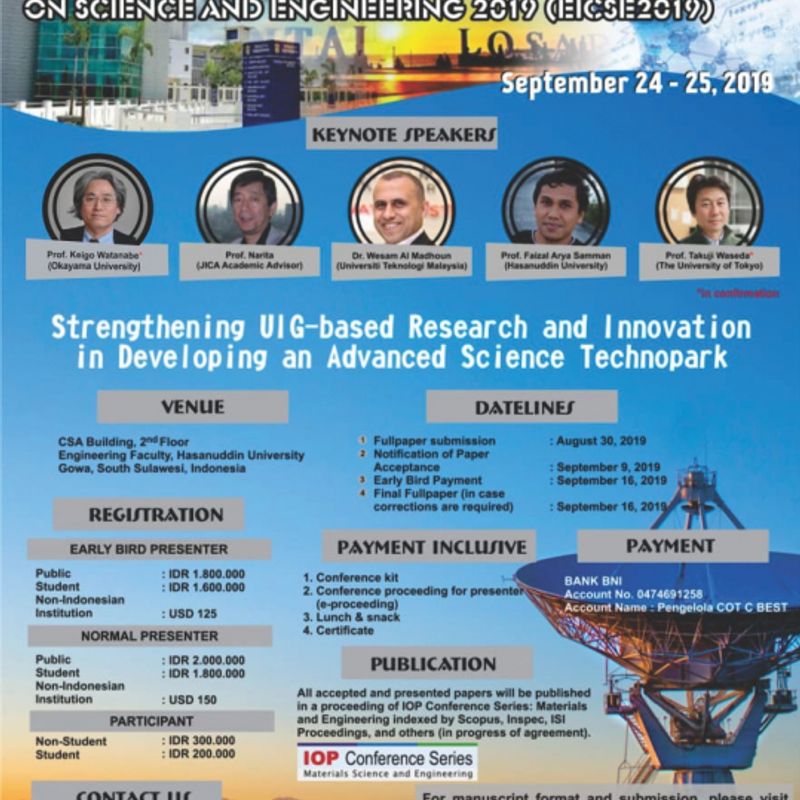 ON SCIENCE AND ENGINEERING 2019 (EICSE2019)
September 24 - 25, 2019
KEYNOTE SPEAKERS
Prof. Keigo Watanabe*
(Okayama University)
Prof. Narita
(JICA Academic Advisor)
Dr. Wesam Al Madhoun
(Universiti Teknologi Malaysia)
Prof. Faizal Arya Samman
(Hasanuddin University)
Prof. Takuji Waseda*
(The University of Tokyo)
*in confirmation
Strengthening UIG-based Research and Innovation
in Developing an Advanced Science Technopark
VENUE
CSA Building, 2nd Floor
Engineering Faculty, Hasanuddin University
Gowa, South Sulawesi, Indonesia
DATELINES
1 Fullpaper submission : August 30, 2019
2 Notification of Paper
Acceptance : September 9, 2019
3 Early Bird Payment : September 16, 2019
4 Final Fullpaper (in case
corrections are required) : September 16, 2019
REGISTRATION
EARLY BIRD PRESENTER
Public : IDR 1.800.000
Student : IDR 1.600.000
Non-Indonesian
Institution : USD 125
NORMAL PRESENTER
Public : IDR 2.000.000
Student : IDR 1.800.000
Non-Indonesian
Institution : USD 150
PARTICIPANT
Non-Student : IDR 300.000
Student : IDR 200.000
PAYMENT INCLUSIVE
1. Conference kit
2. Conference proceeding for presenter
(e-proceeding)
3. Lunch & snack
4. Certificate
PAYMENT
BANK BNI
Account No. 0474691258
Account Name : Pengelola COT C BEST
PUBLICATION
All accepted and presented papers will be published
in a proceeding of IOP Conference Series: Materials
and Engineering indexed by Scopus, Inspec, ISI
Proceedings, and others (in progress of agreement).
IOP Conference Series
Materials Science and Engineering
CONTACT US
For manuscript format and submission, please visit